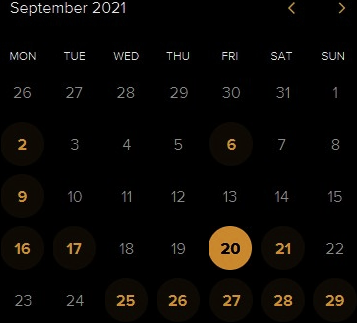 September 2021
MON TUE WED THU FRI SAT SUN
26 27 28 29 30 31 1
2 3 4 5 6 7 8
9 10 11 12 13 14 15
16 17 18 19 20 21 22
23 24 25 26 27 28 29